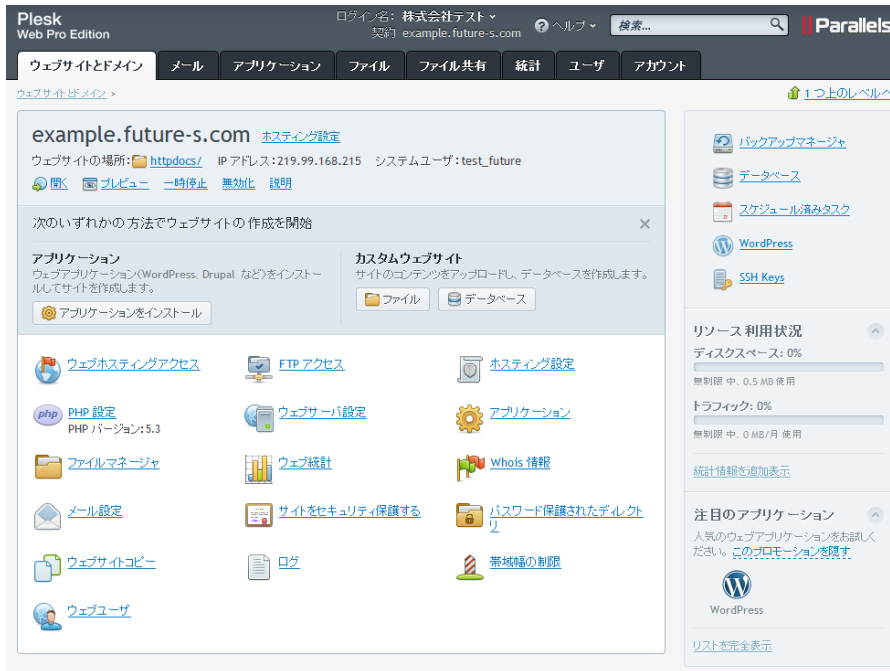 Plesk
Web Pro Edition
ログイン名: 株式会社テスト
契約 example.future-s.com
ヘルプ
検索...
Parallels
ウェブサイトとドメイン
メール
アプリケーション
ファイル
ファイル共有
統計
ユーザ
アカウント
ウェブサイトとドメイン >
1 つ上のレベルへ
example.future-s.com ホスティング設定
ウェブサイトの場所: httpdocs/ IP アドレス: 219.99.168.215 システムユーザ: test_future
開く プレビュー 一時停止 無効化 説明
次のいずれかの方法でウェブサイトの作成を開始
アプリケーション
ウェブアプリケーション(WordPress、Drupal など)をインストー
ルしてサイトを作成します。
アプリケーションをインストール
カスタムウェブサイト
サイトのコンテンツをアップロードし、データベースを作成します。
ファイル データベース
ウェブホスティングアクセス
FTP アクセス
ホスティング設定
PHP 設定
PHP バージョン: 5.3
ウェブサーバ設定
アプリケーション
ファイルマネージャ
ウェブ統計
Whois 情報
メール設定
サイトをセキュリティ保護する
パスワード保護されたディレクト
リ
ウェブサイトコピー
ログ
帯域幅の制限
ウェブユーザ
バックアップマネージャ
データベース
スケジュール済みタスク
WordPress
SSH Keys
リソース利用状況
ディスクスペース: 0%
無制限 中、0.5 MB 使用
トラフィック: 0%
無制限 中、0 MB/月 使用
統計情報を追加表示
注目のアプリケーション
人気のウェブアプリケーションをお試しく
ださい。このプロモーションを隠す
WordPress
リストを完全表示